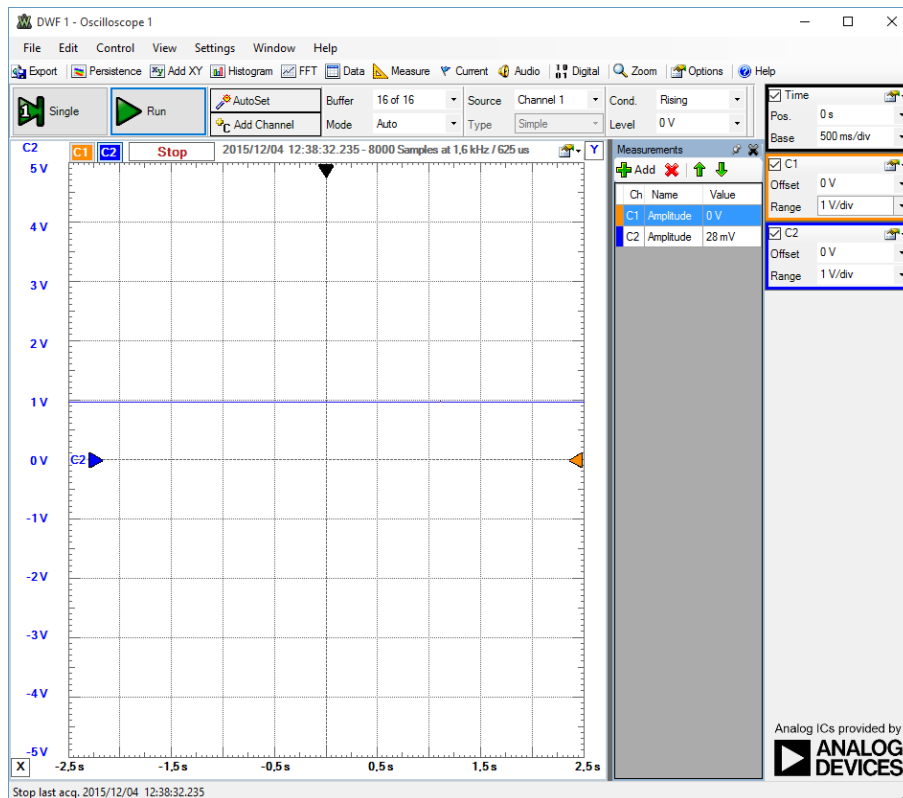 DWF 1 - Oscilloscope 1
File Edit Control View Settings Window Help
Export Persistence Xy Add XY Histogram FFT Data Measure Current Audio Digital Zoom Options Help
1 Single Run AutoSet Buffer 16 of 16 Source Channel 1 Cond. Rising
C Add Channel Mode Auto Type Simple Level 0 V
Time
Pos. 0 s
Base 500 ms/div
C1
Offset 0 V
Range 1 V/div
C2
Offset 0 V
Range 1 V/div
C2 C1 C2 Stop 2015/12/04 12:38:32.235 - 8000 Samples at 1,6 kHz / 625 us Y
Measurements
Add
Ch Name Value
C1 Amplitude 0 V
C2 Amplitude 28 mV
5 V
4 V
3 V
2 V
1 V
0 V C2
-1 V
-2 V
-3 V
-4 V
-5 V
X -2,5 s -1,5 s -0,5 s 0,5 s 1,5 s 2,5 s
Analog ICs provided by
ANALOG
DEVICES
Stop last acq. 2015/12/04 12:38:32.235